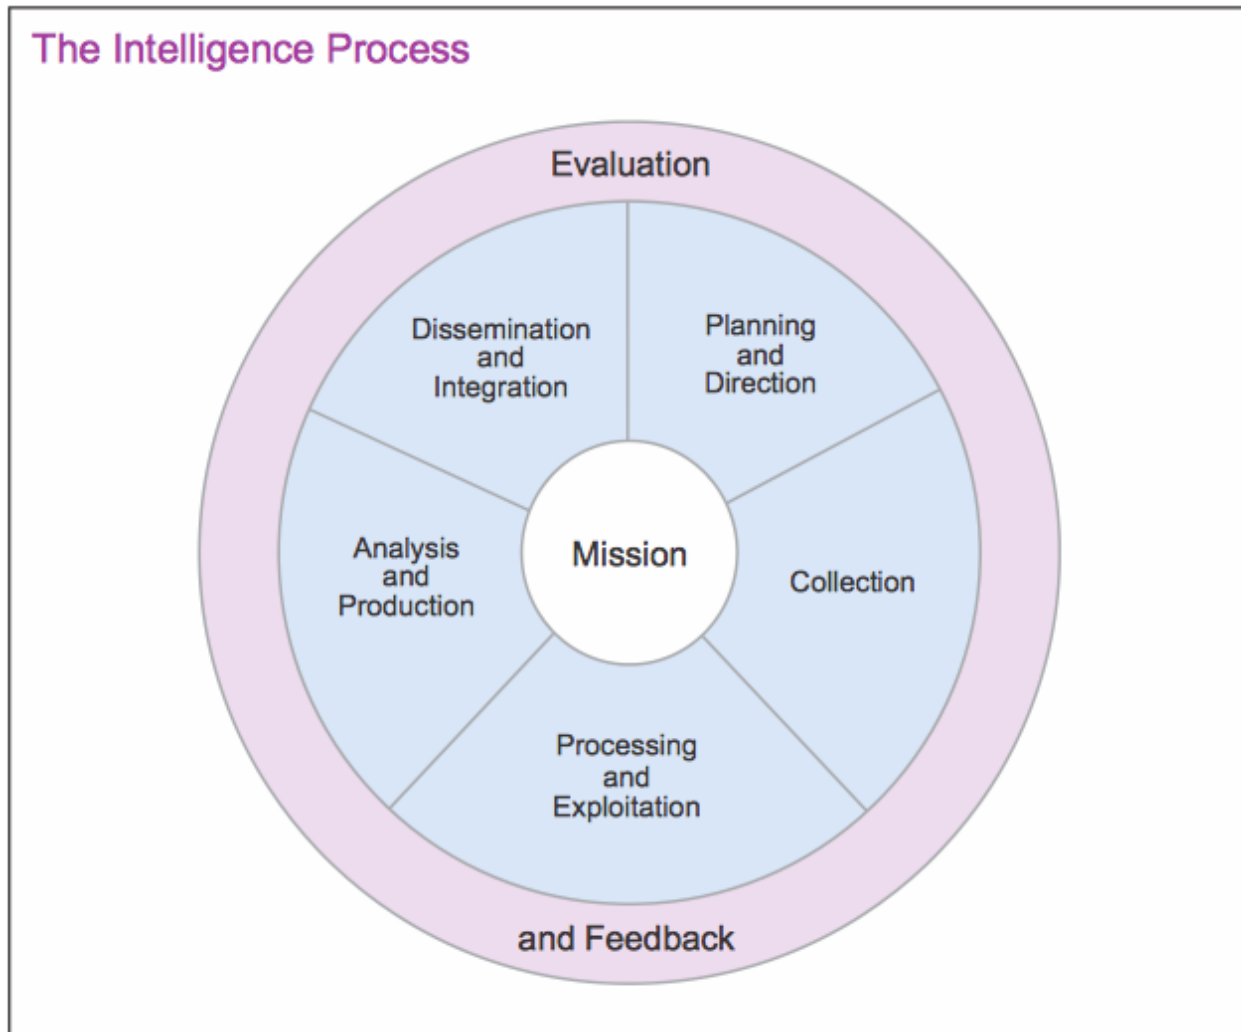 The Intelligence Process
Evaluation
Dissemination
and
Integration
Planning
and
Direction
Analysis
and
Production
Mission
Collection
Processing
and
Exploitation
and Feedback